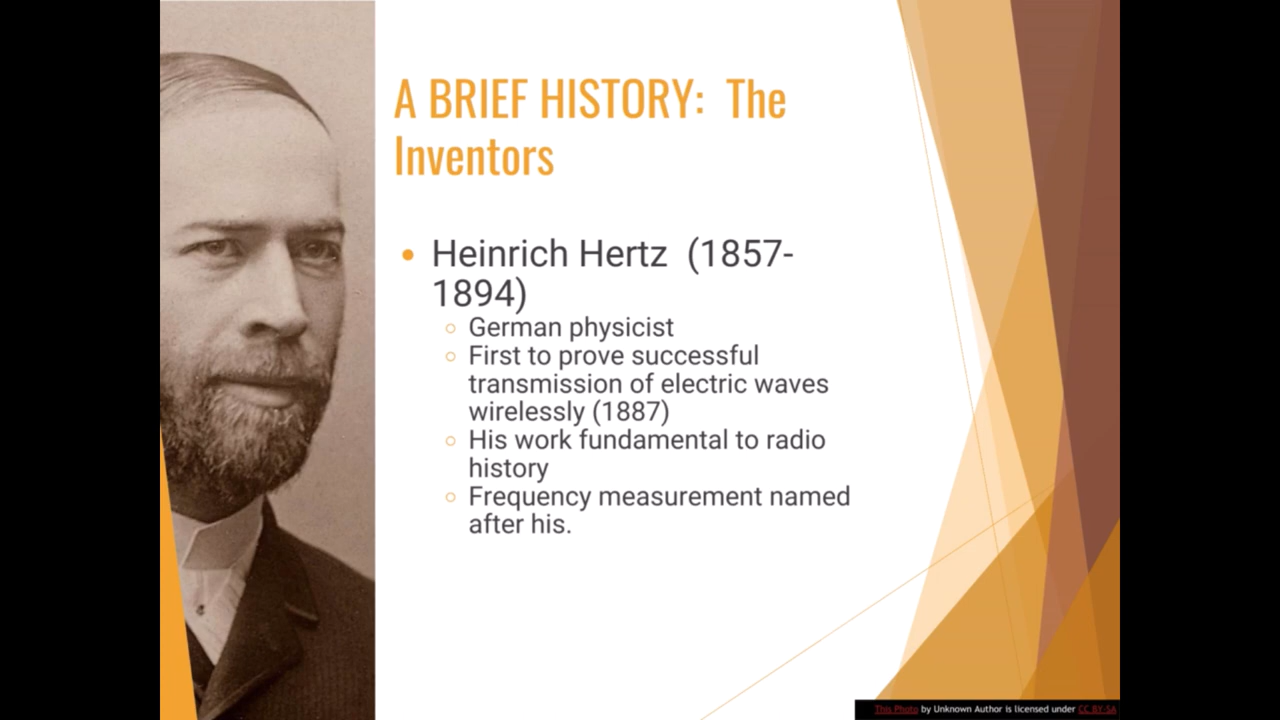 A BRIEF HISTORY:  The
Inventors
• Heinrich Hertz  (1857-
1894)
○ German physicist
○ First to prove successful
transmission of electric waves
wirelessly (1887)
○ His work fundamental to radio
history
○ Frequency measurement named
after his.
This Photo by Unknown Author is licensed under CC BY-SA